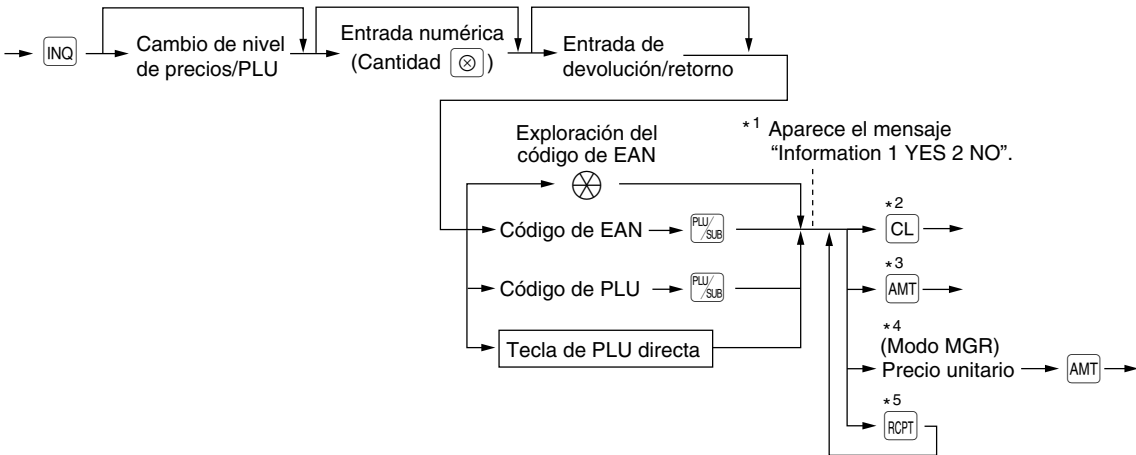 INQ
Cambio de nivel
de precios/PLU
Entrada numérica
(Cantidad ⊗)
Entrada de
devolución/retorno
Exploración del
código de EAN
*1 Aparece el mensaje
“Information 1 YES 2 NO”.
Código de EAN
PLU/SUB
Código de PLU
PLU/SUB
Tecla de PLU directa
*2
CL
*3
AMT
*4
(Modo MGR)
Precio unitario
AMT
*5
RCPT